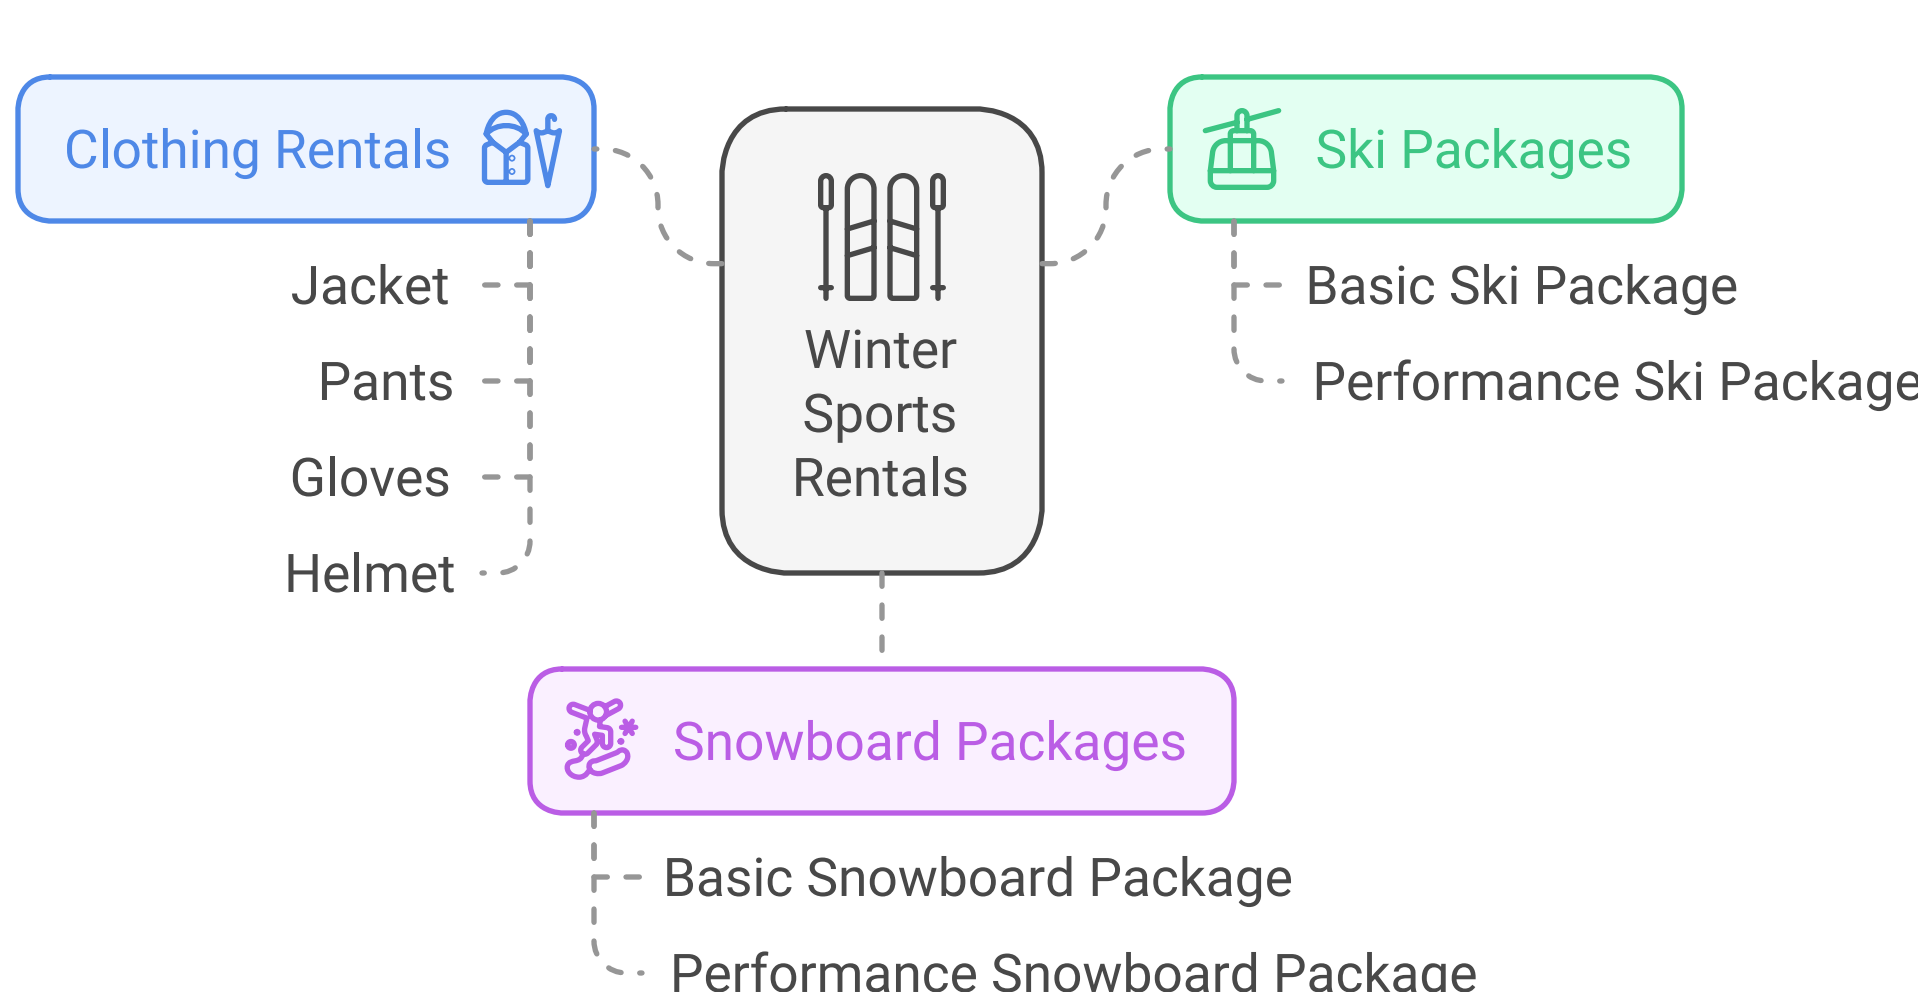 Clothing Rentals
Jacket
Pants
Gloves
Helmet
Winter
Sports
Rentals
Ski Packages
Basic Ski Package
Performance Ski Package
Snowboard Packages
Basic Snowboard Package
Performance Snowboard Package